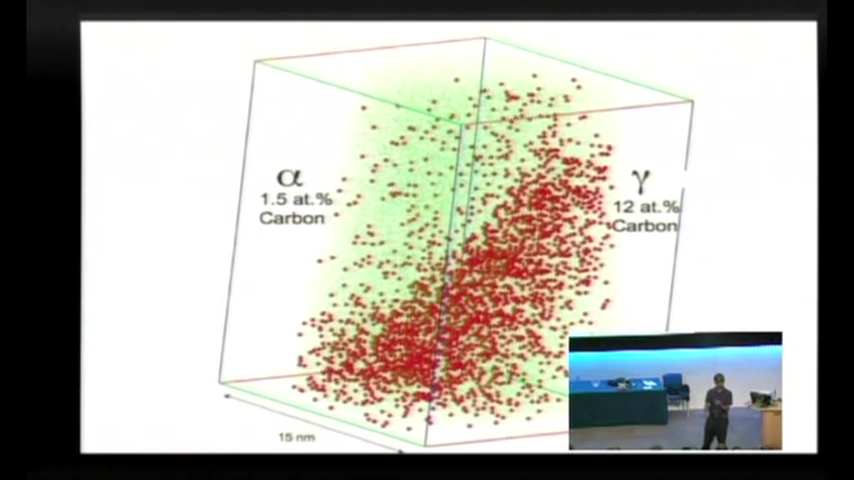 α
1.5 at.%
Carbon
γ
12 at.%
Carbon
15 nm